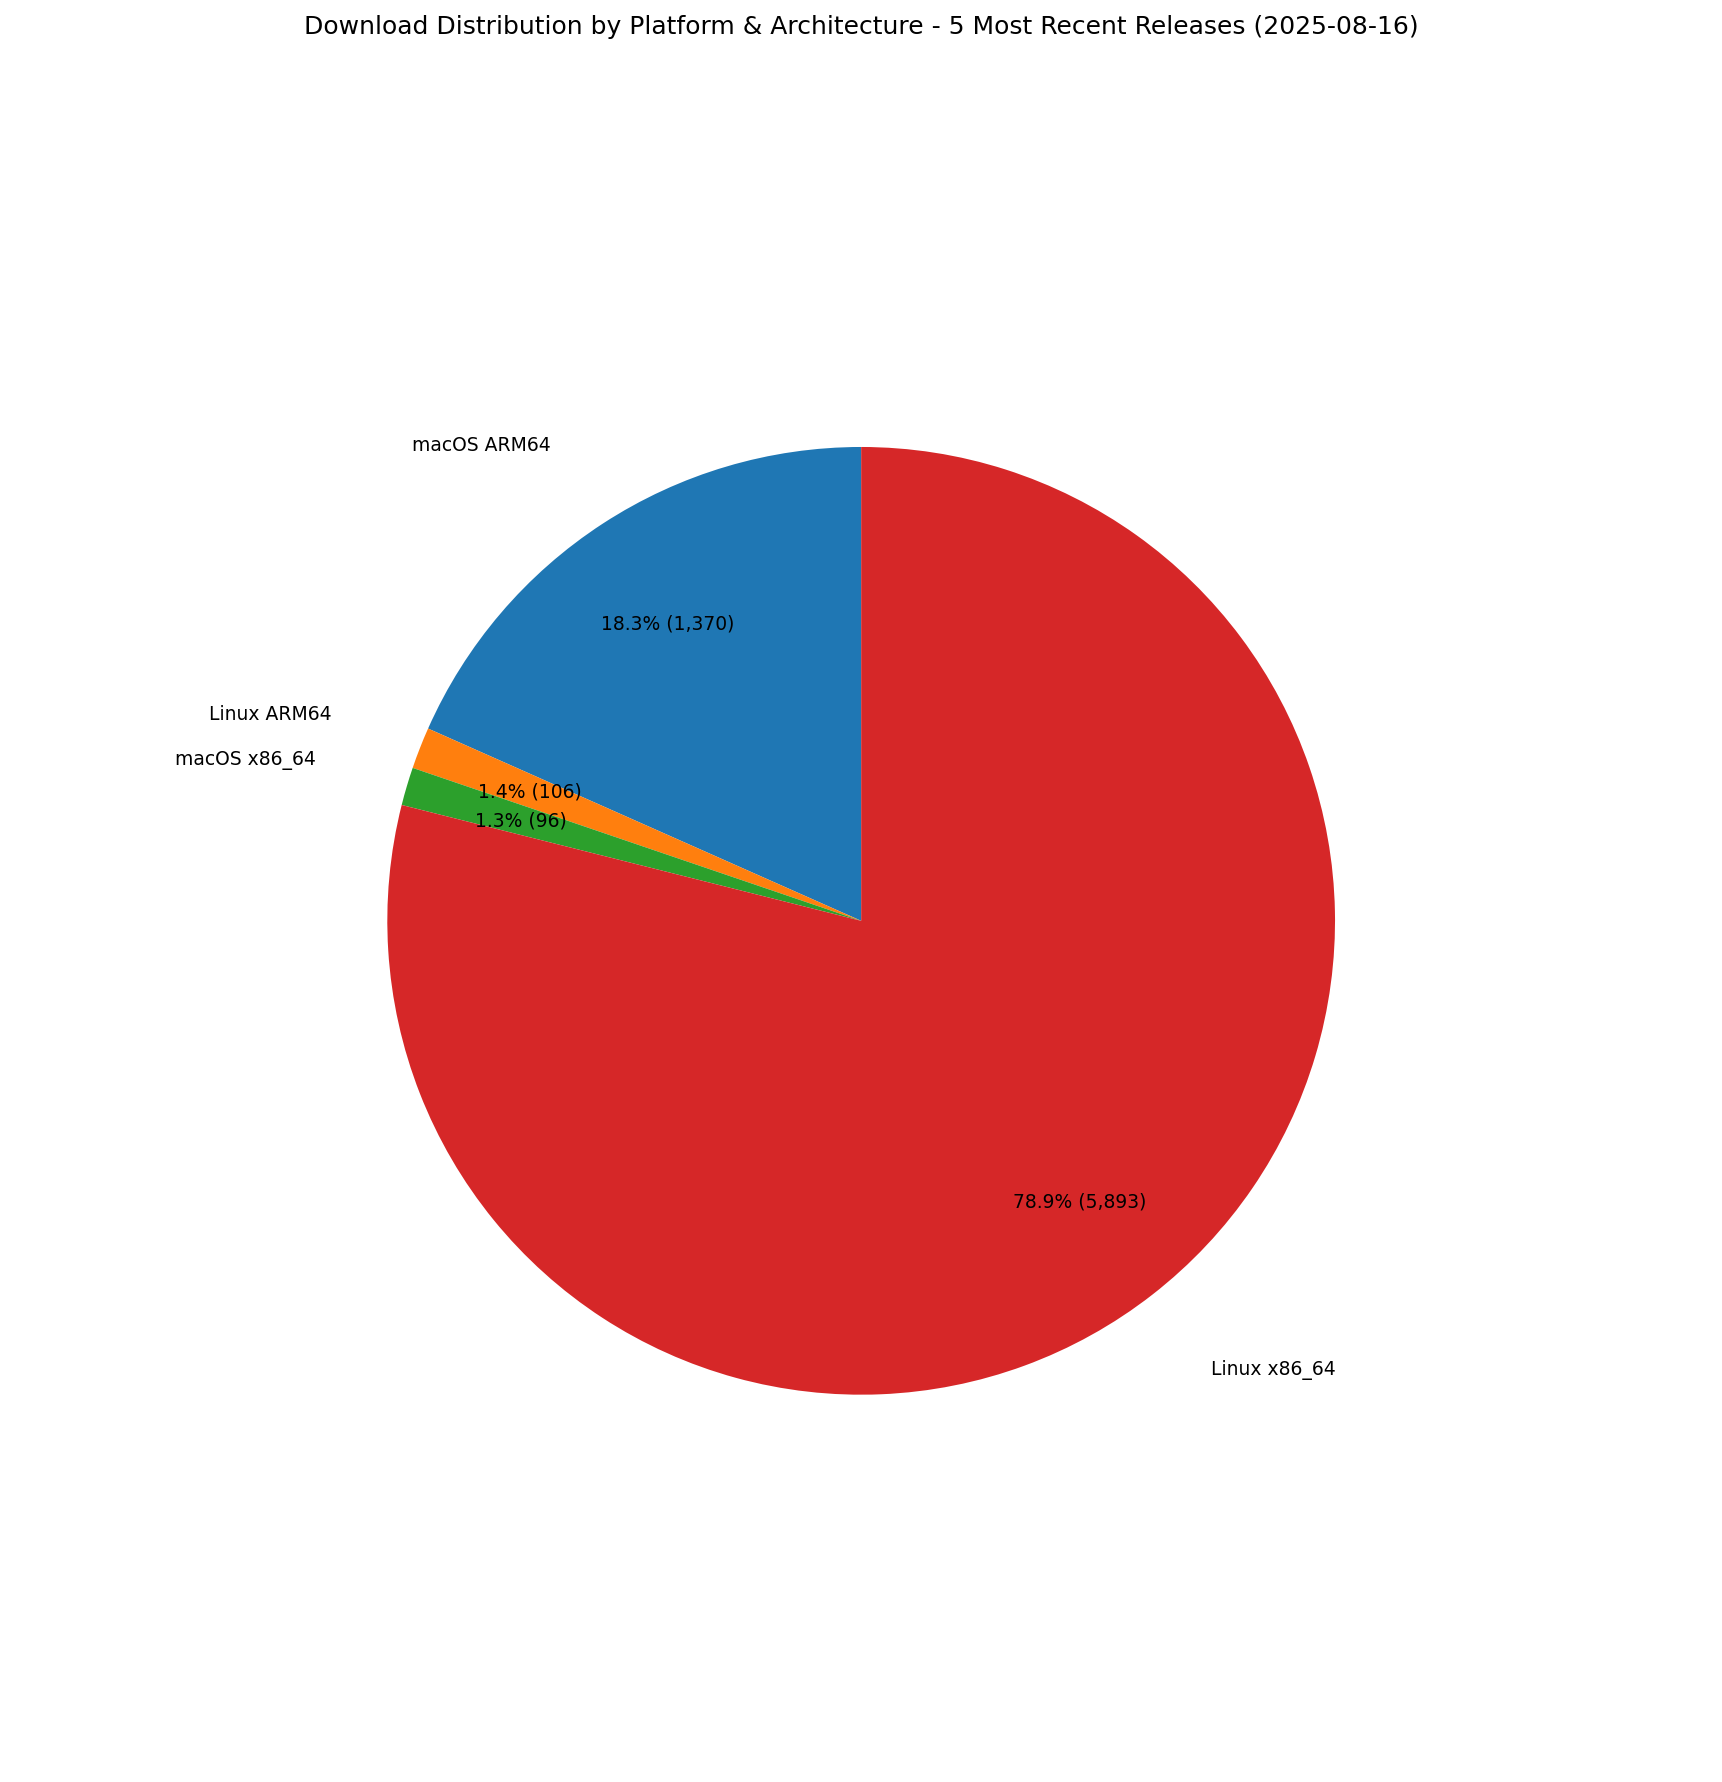 Download Distribution by Platform & Architecture - 5 Most Recent Releases (2025-08-16)
macOS ARM64
18.3% (1,370)
Linux ARM64
macOS x86_64
1.4% (106)
1.3% (96)
78.9% (5,893)
Linux x86_64